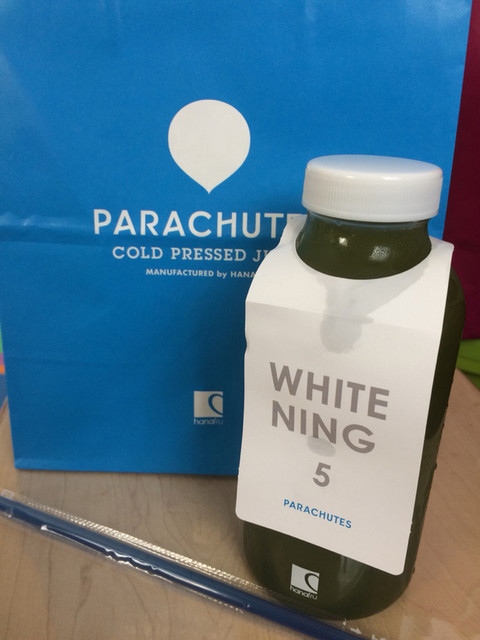 PARACHUTE
COLD PRESSED
MANUFACTURED by HANA
hanafru
WHITE
NING
5
PARACHUTES
hanafru